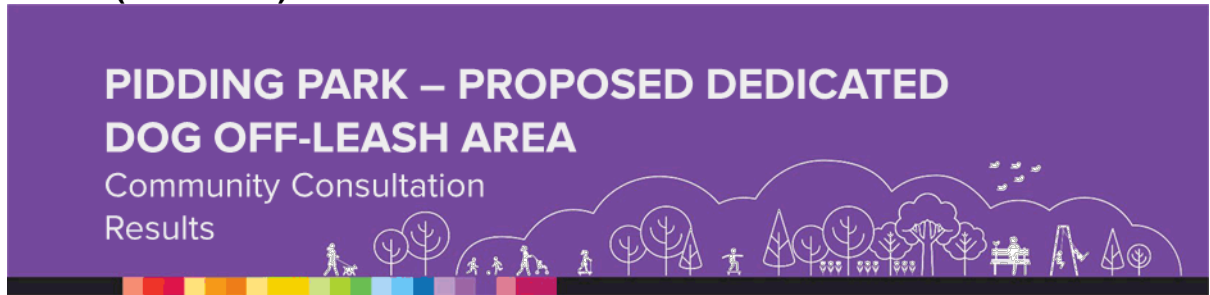 PIDDING PARK – PROPOSED DEDICATED
DOG OFF-LEASH AREA
Community Consultation
Results